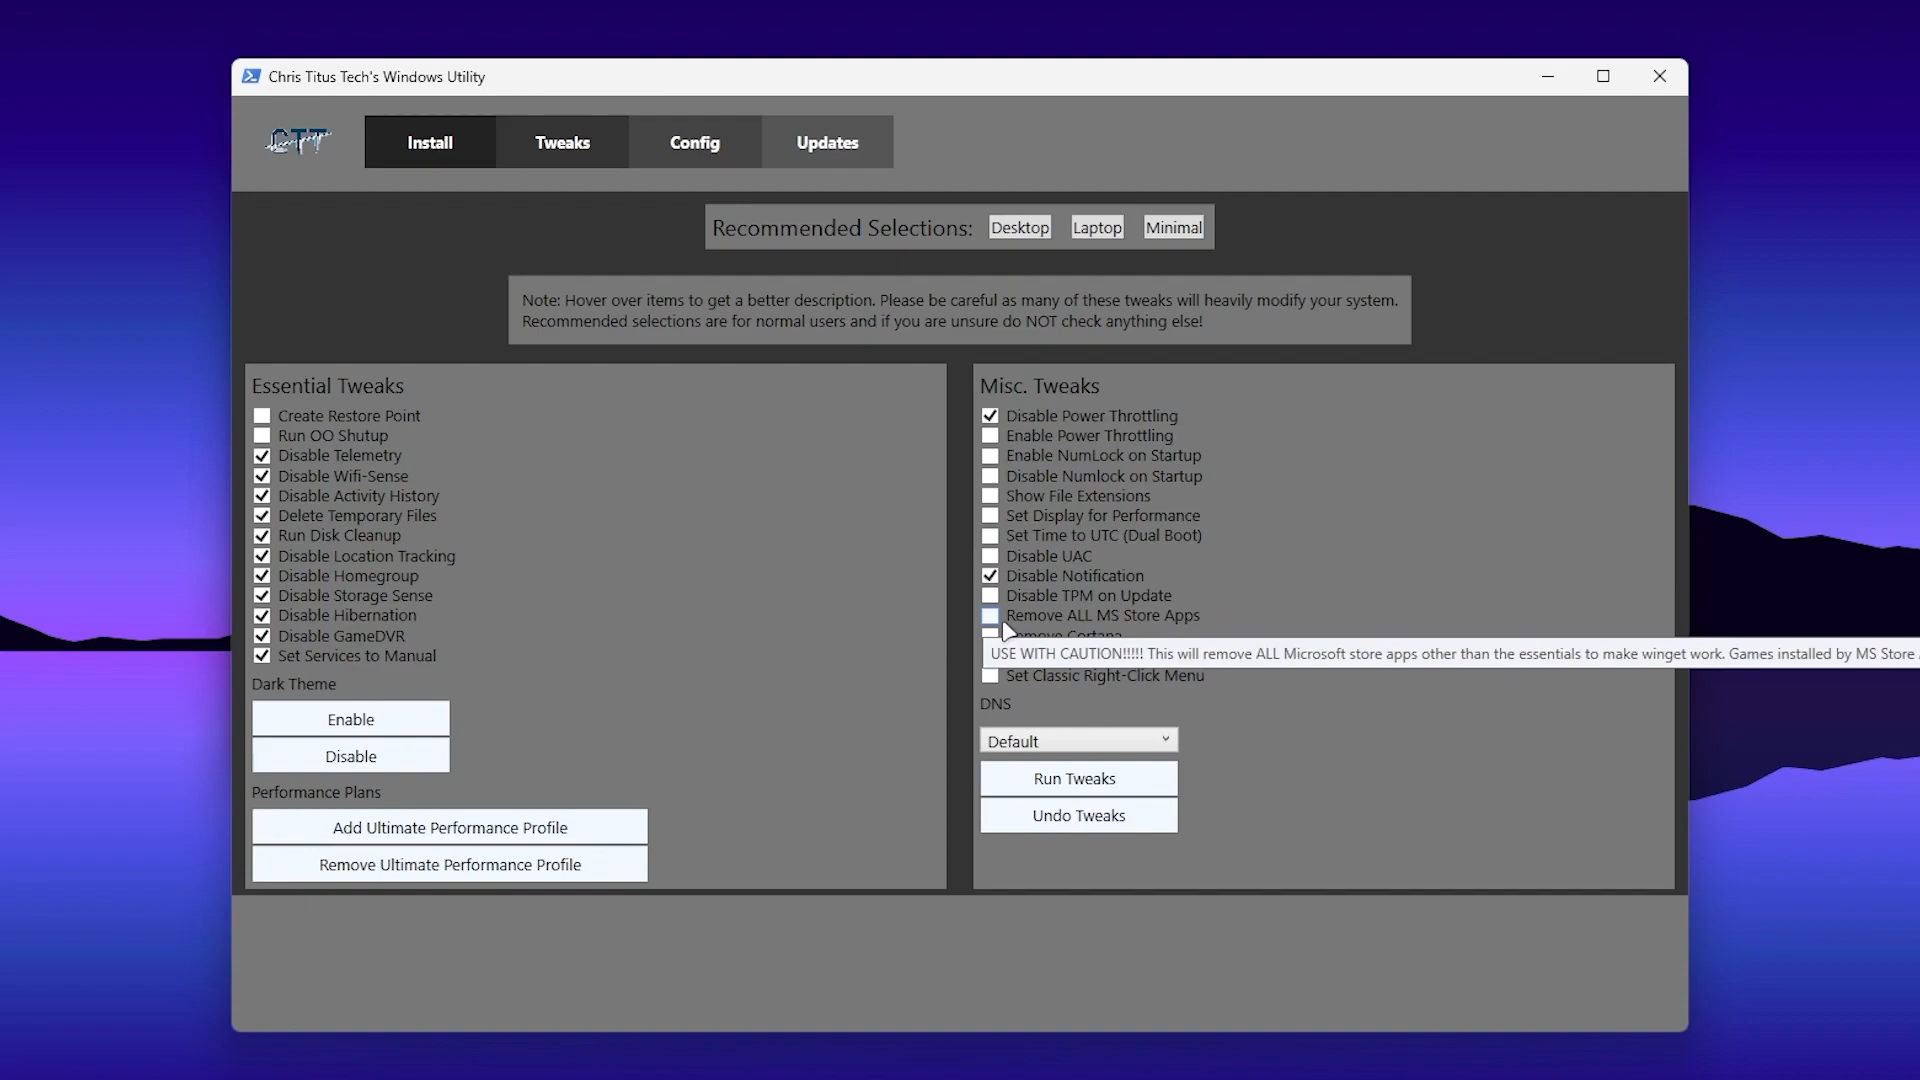 Chris Titus Tech's Windows Utility
CTT
Install
Tweaks
Config
Updates
Recommended Selections:
Desktop
Laptop
Minimal
Note: Hover over items to get a better description. Please be careful as many of these tweaks will heavily modify your system.
Recommended selections are for normal users and if you are unsure do NOT check anything else!
Essential Tweaks
Create Restore Point
Run OO Shutup
Disable Telemetry
Disable Wifi-Sense
Disable Activity History
Delete Temporary Files
Run Disk Cleanup
Disable Location Tracking
Disable Homegroup
Disable Storage Sense
Disable Hibernation
Disable GameDVR
Set Services to Manual
Dark Theme
Enable
Disable
Performance Plans
Add Ultimate Performance Profile
Remove Ultimate Performance Profile
Misc. Tweaks
Disable Power Throttling
Enable Power Throttling
Enable NumLock on Startup
Disable Numlock on Startup
Show File Extensions
Set Display for Performance
Set Time to UTC (Dual Boot)
Disable UAC
Disable Notification
Disable TPM on Update
Remove ALL MS Store Apps
Remove Cortana
USE WITH CAUTION!!!!! This will remove ALL Microsoft store apps other than the essentials to make winget work. Games installed by MS Store
Set Classic Right-Click Menu
DNS
Default
Run Tweaks
Undo Tweaks